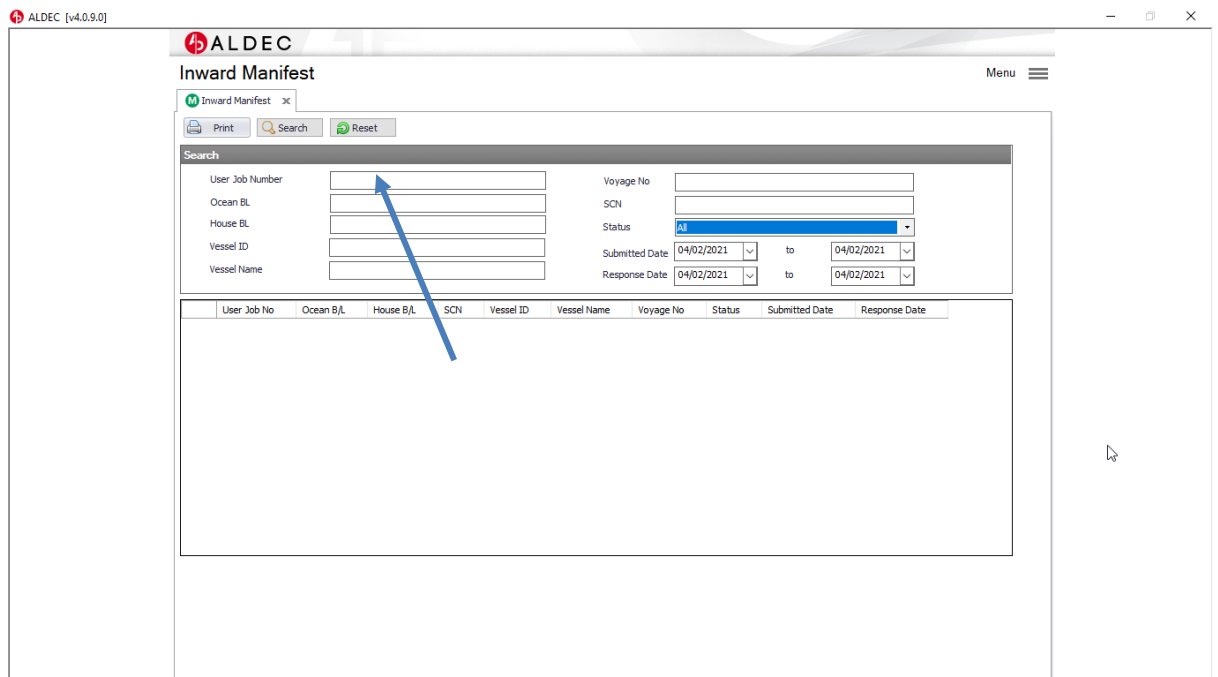 ALDEC [v4.0.9.0]
ALDEC
Inward Manifest
Menu
M Inward Manifest x
Print Search Reset
Search
User Job Number
Voyage No
Ocean BL
SCN
House BL
Status All
Vessel ID
Submitted Date 04/02/2021 to 04/02/2021
Vessel Name
Response Date 04/02/2021 to 04/02/2021
User Job No Ocean B/L House B/L SCN Vessel ID Vessel Name Voyage No Status Submitted Date Response Date